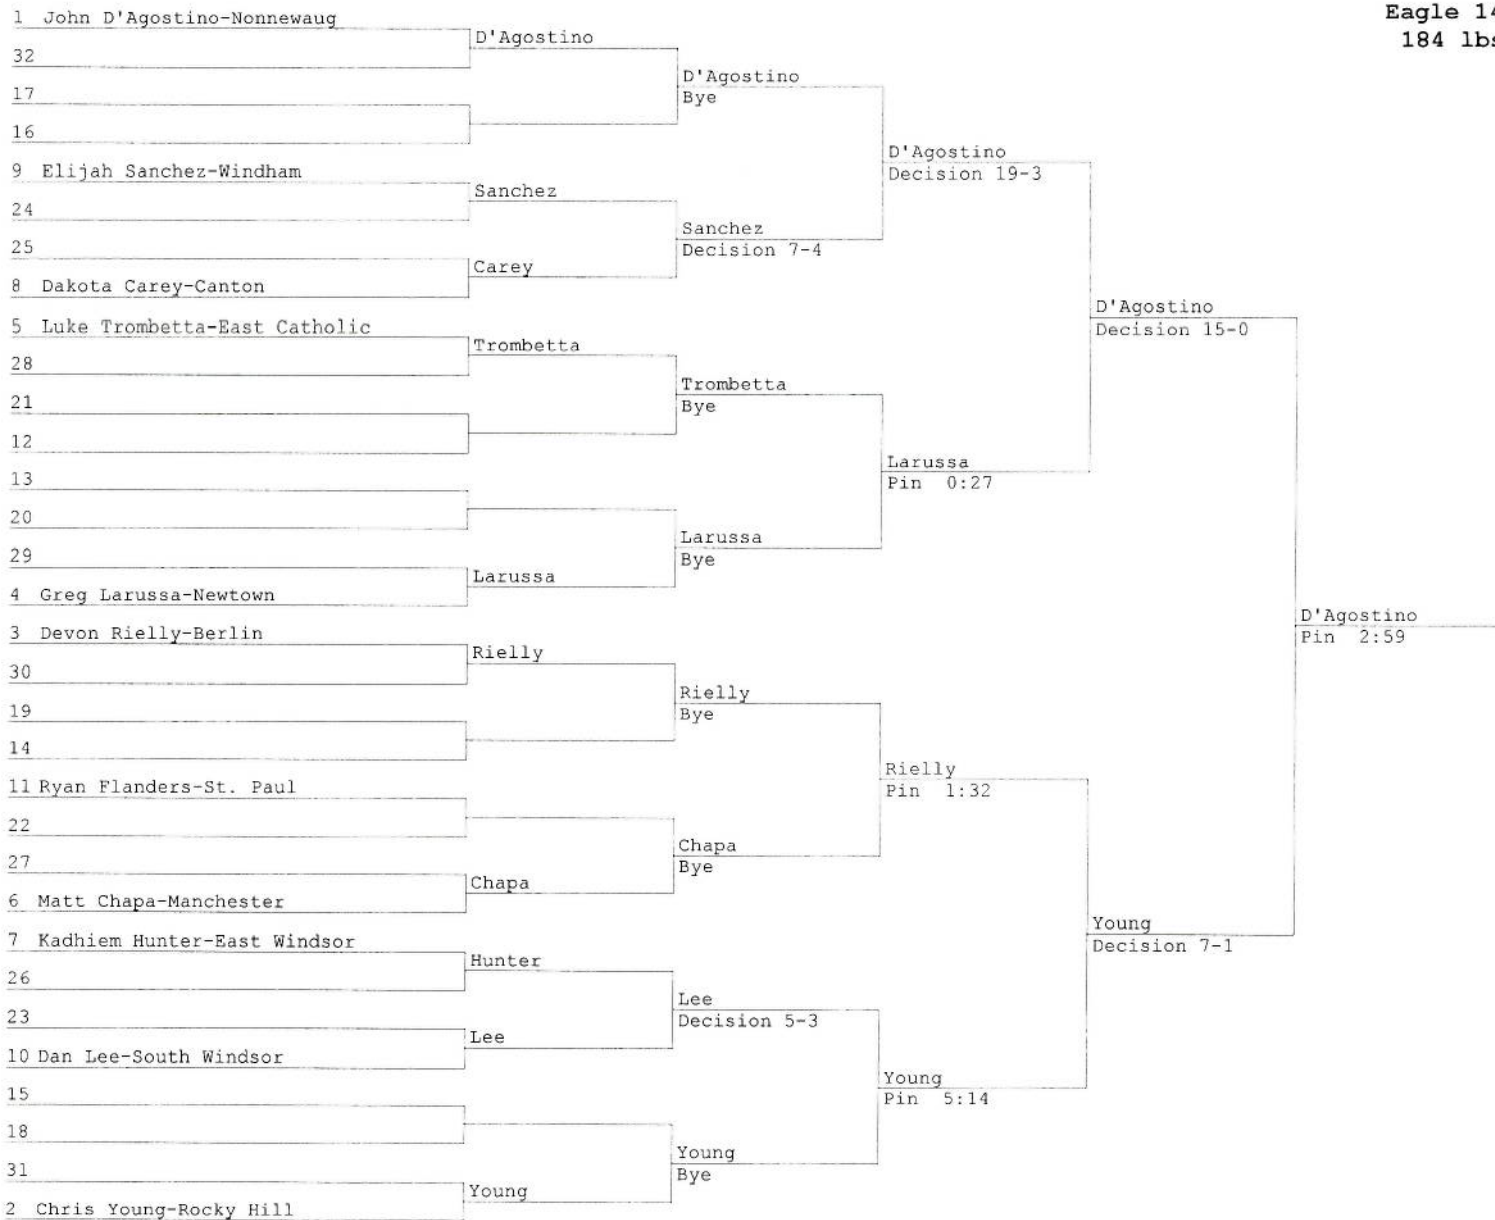 Eagle 14
184 lbs
1 John D'Agostino-Nonnewaug
D'Agostino
32
D'Agostino
Bye
17
16
D'Agostino
Decision 19-3
9 Elijah Sanchez-Windham
Sanchez
24
Sanchez
Decision 7-4
25
Carey
8 Dakota Carey-Canton
D'Agostino
Decision 15-0
5 Luke Trombetta-East Catholic
Trombetta
28
Trombetta
Bye
21
12
Larussa
Pin 0:27
13
20
Larussa
Bye
29
Larussa
4 Greg Larussa-Newtown
D'Agostino
Pin 2:59
3 Devon Rielly-Berlin
Rielly
30
Rielly
Bye
19
14
Rielly
Pin 1:32
11 Ryan Flanders-St. Paul
22
Chapa
Bye
27
Chapa
6 Matt Chapa-Manchester
Young
Decision 7-1
7 Kadhiem Hunter-East Windsor
Hunter
26
Lee
Decision 5-3
23
Lee
10 Dan Lee-South Windsor
Young
Pin 5:14
15
18
Young
Bye
31
Young
2 Chris Young-Rocky Hill